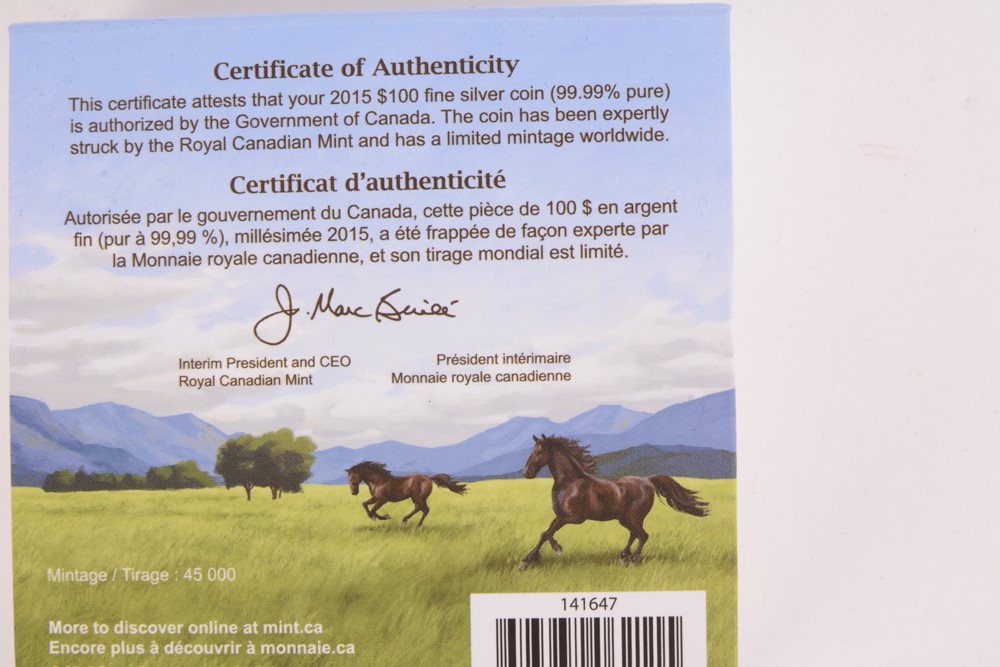 Certificate of Authenticity
This certificate attests that your 2015 $100 fine silver coin (99.99% pure)
is authorized by the Government of Canada. The coin has been expertly
struck by the Royal Canadian Mint and has a limited mintage worldwide.
Certificat d'authenticité
Autorisée par le gouvernement du Canada, cette pièce de 100 $ en argent
fin (pur à 99,99 %), millésimée 2015, a été frappée de façon experte par
la Monnaie royale canadienne, et son tirage mondial est limité.
J. Marc
Interim President and CEO
Royal Canadian Mint
Président intérimaire
Monnaie royale canadienne
Mintage / Tirage : 45 000
141647
More to discover online at mint.ca
Encore plus à découvrir à monnaie.ca